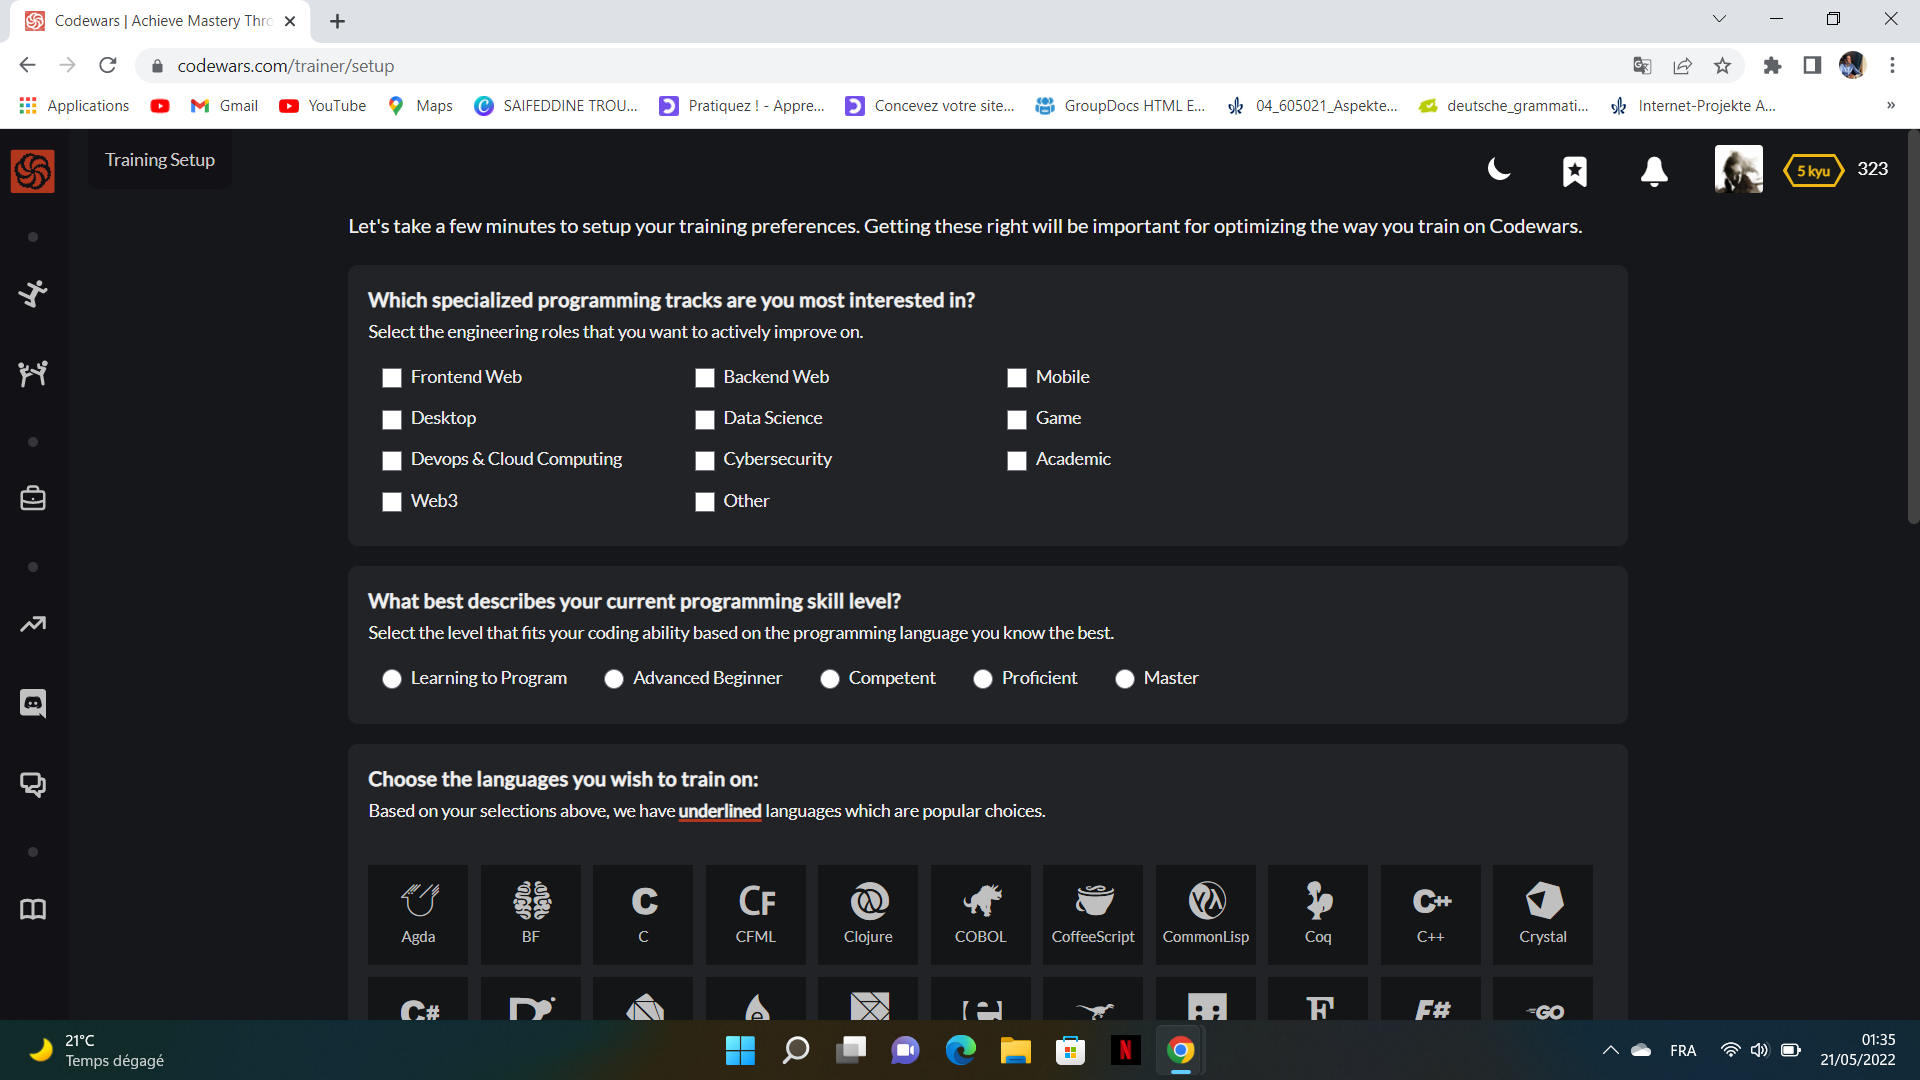 Codewars | Achieve Mastery Thro
codewars.com/trainer/setup
Applications
Gmail
YouTube
Maps
SAIFEDDINE TROU...
Pratiquez ! - Appre...
Concevez votre site...
GroupDocs HTML E...
04_605021_Aspekte...
deutsche_grammati...
Internet-Projekte A...
»
Training Setup
5 kyu
323
Let's take a few minutes to setup your training preferences. Getting these right will be important for optimizing the way you train on Codewars.
Which specialized programming tracks are you most interested in?
Select the engineering roles that you want to actively improve on.
Frontend Web
Backend Web
Mobile
Desktop
Data Science
Game
Devops & Cloud Computing
Cybersecurity
Academic
Web3
Other
What best describes your current programming skill level?
Select the level that fits your coding ability based on the programming language you know the best.
Learning to Program
Advanced Beginner
Competent
Proficient
Master
Choose the languages you wish to train on:
Based on your selections above, we have underlined languages which are popular choices.
C
CF
C++
Agda
BF
C
CFML
Clojure
COBOL
CoffeeScript
CommonLisp
Coq
C++
Crystal
C#
D
F
F#
GO
21°C
Temps dégagé
N
FRA
01:35
21/05/2022